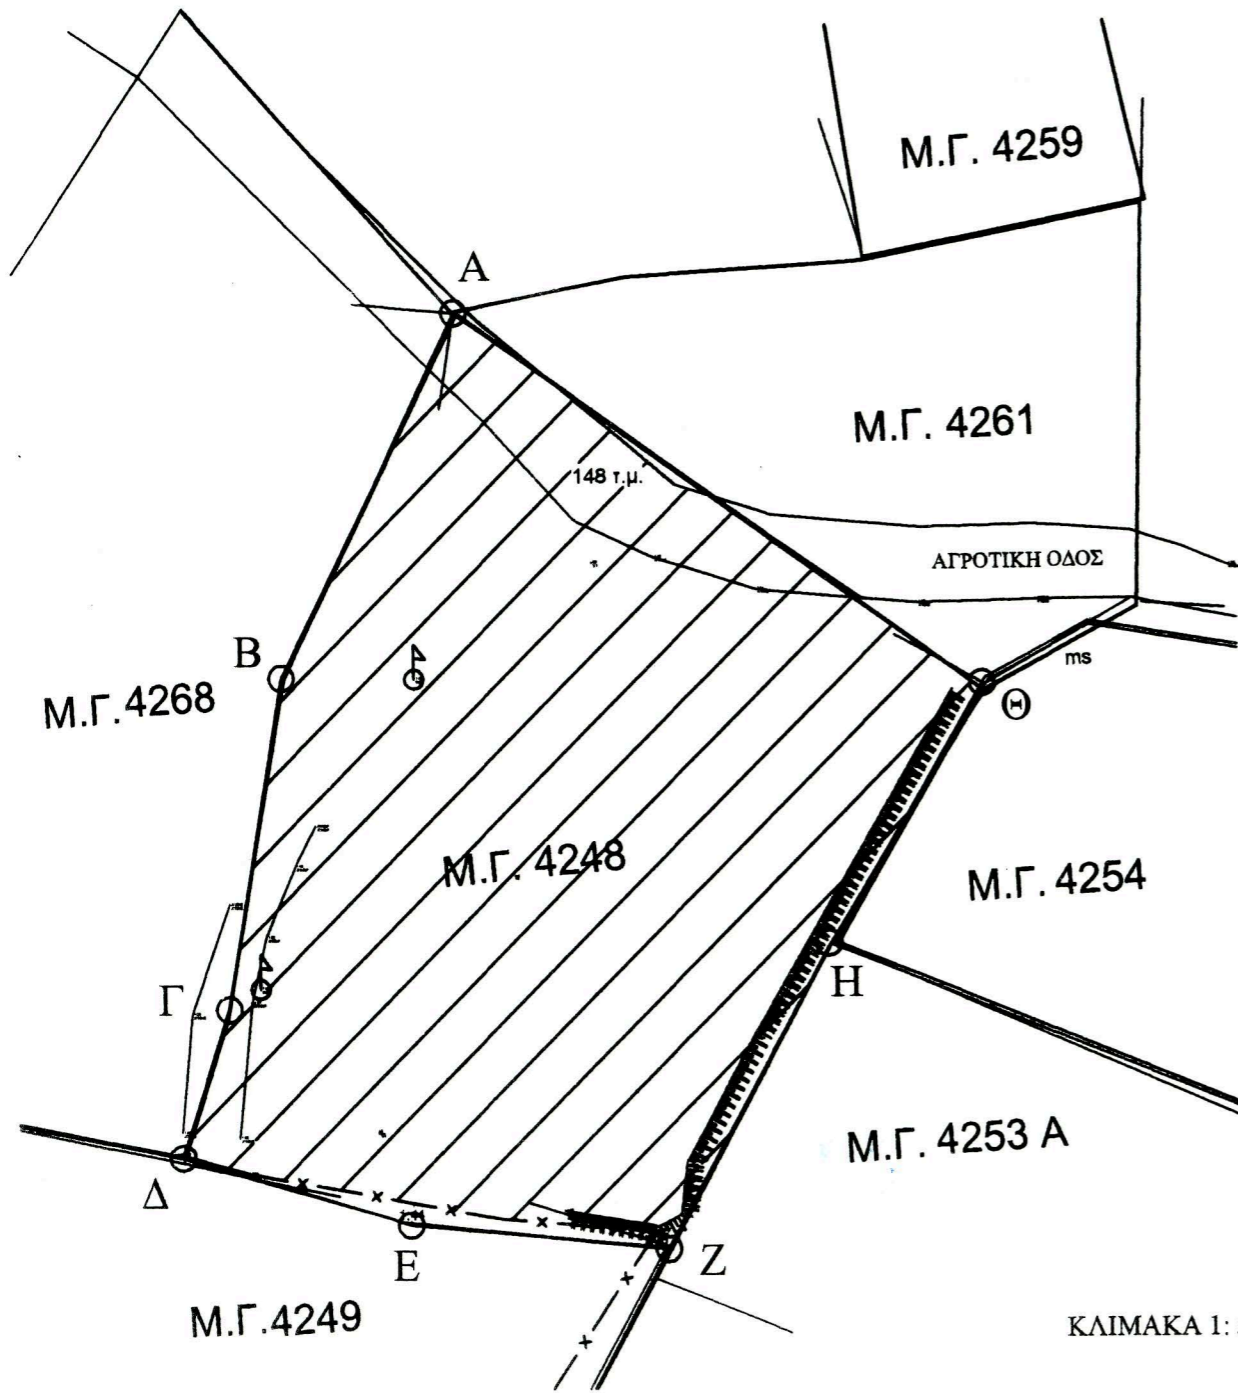 Μ.Γ. 4259
Α
Μ.Γ. 4261
148 τ.μ.
ΑΓΡΟΤΙΚΗ ΟΔΟΣ
Β
ms
Θ
Μ.Γ. 4268
Μ.Γ. 4248
Μ.Γ. 4254
Γ
Η
Μ.Γ. 4253 Α
Δ
Ε
Ζ
Μ.Γ. 4249
ΚΛΙΜΑΚΑ 1: